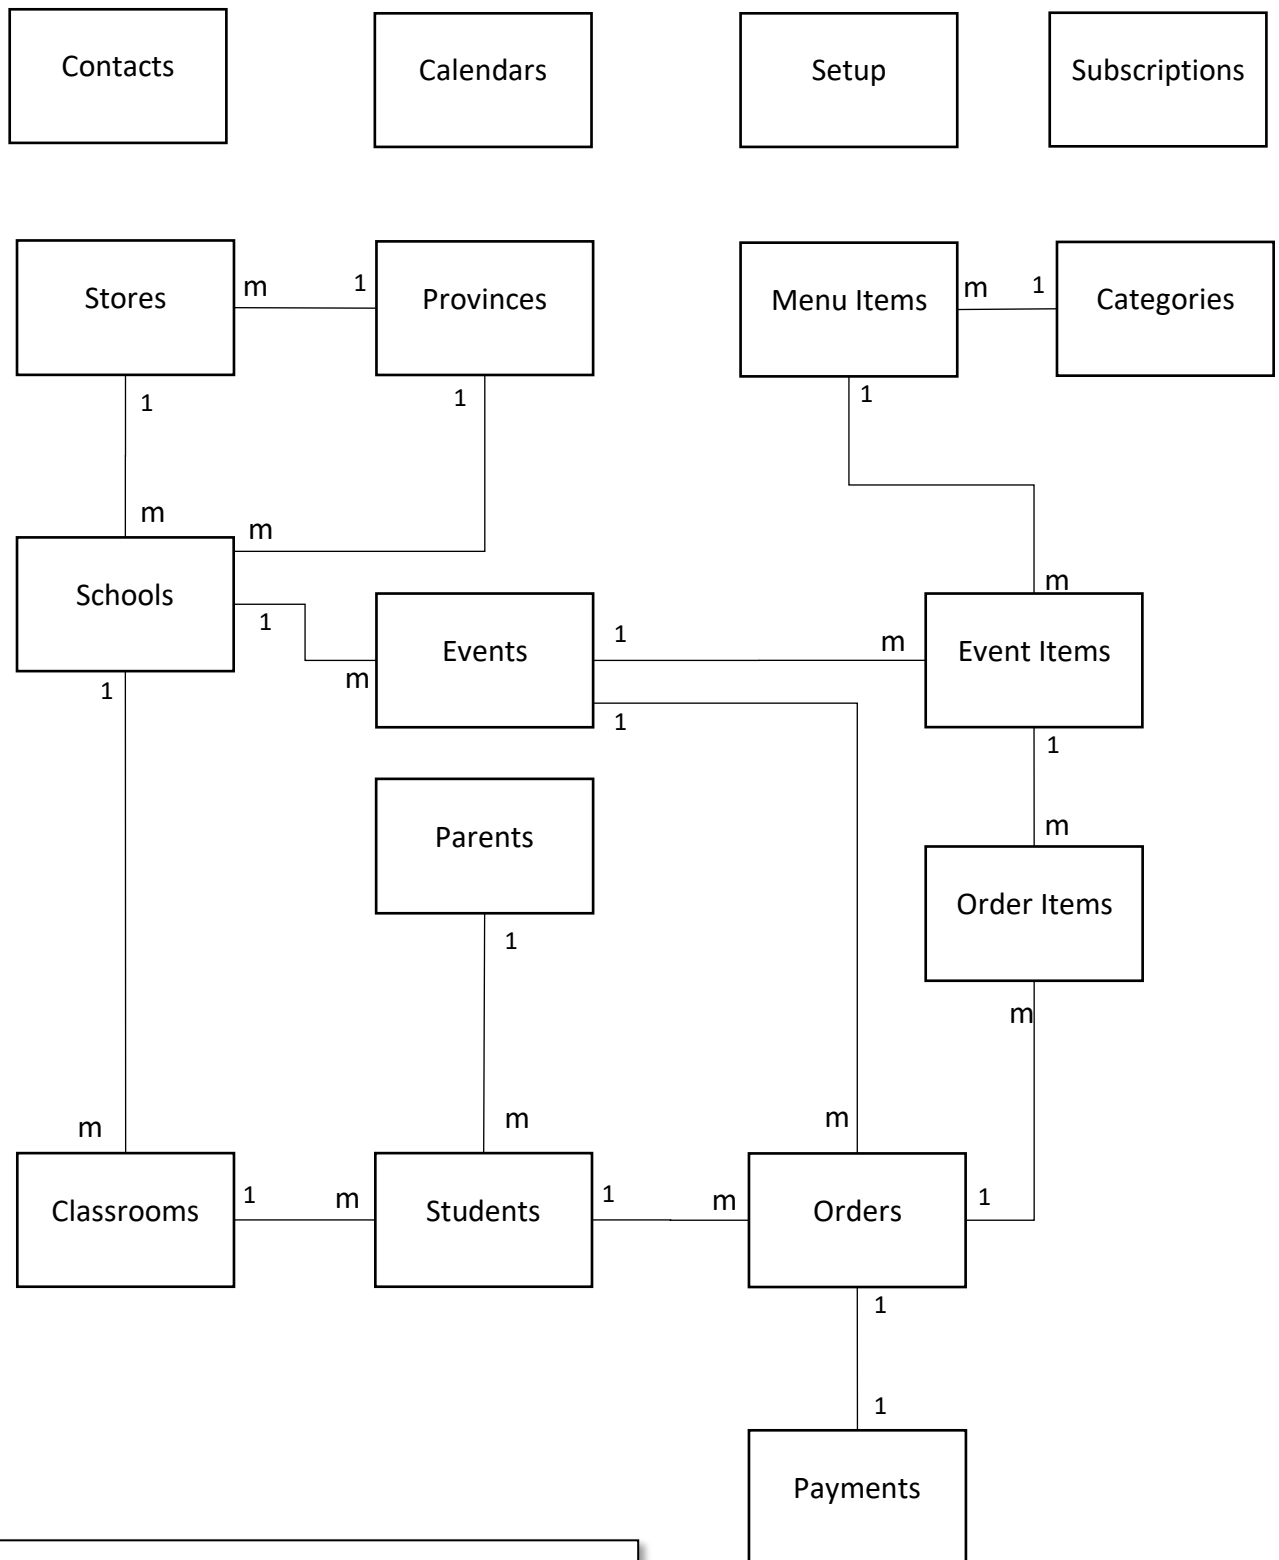 Contacts
Calendars
Setup
Subscriptions
Stores
m
1
Provinces
Menu Items
m
1
Categories
1
1
1
m
m
Schools
1
m
Events
1
m
m
Event Items
1
1
1
Parents
1
m
Order Items
m
m
m
m
Classrooms
1
m
Students
1
m
Orders
1
1
1
Payments